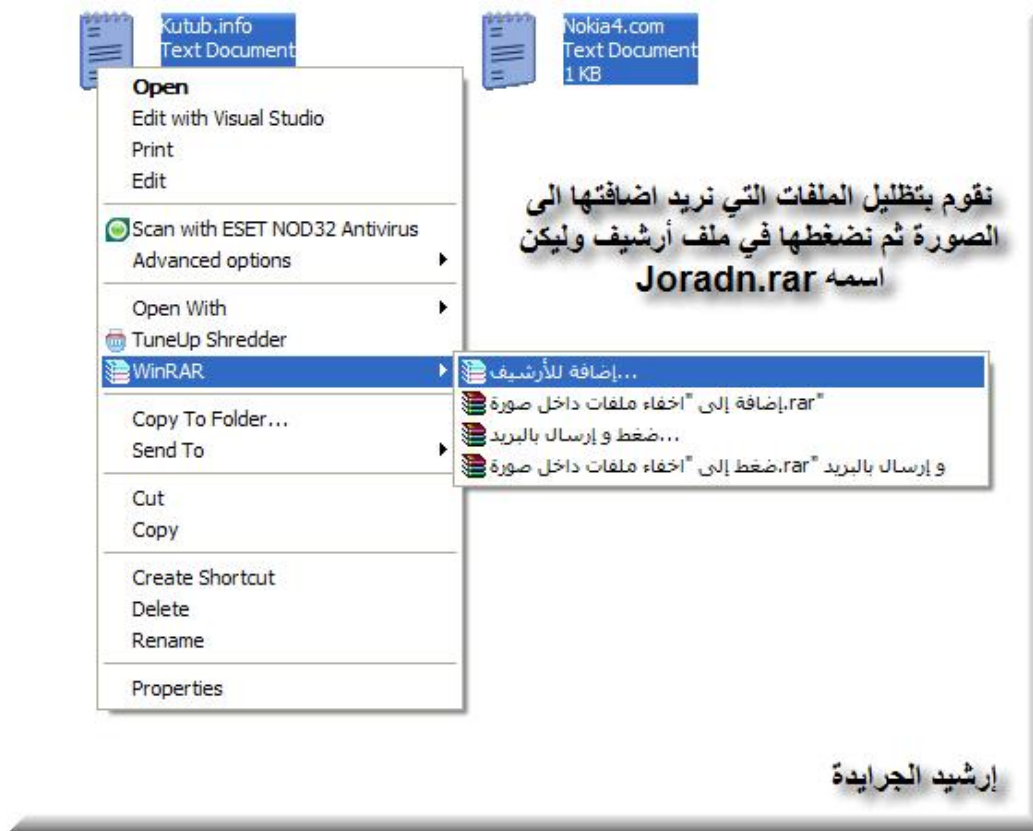 Kutub.info
Text Document
Nokia4.com
Text Document
1 KB
Open
Edit with Visual Studio
Print
Edit
نقوم بتظليل الملفات التي نريد اضافتها الى
الصورة ثم نضغطها في ملف أرشيف وليكن
اسمه Joradn.rar
Scan with ESET NOD32 Antivirus
Advanced options
Open With
TuneUp Shredder
WinRAR
إضافة للأرشيف...
إضافة إلى "اخفاء ملفات داخل صورة.rar"
ضغط و إرسال بالبريد...
ضغط إلى "اخفاء ملفات داخل صورة.rar" و إرسال بالبريد
Copy To Folder...
Send To
Cut
Copy
Create Shortcut
Delete
Rename
Properties
إرشيد الجرايدة